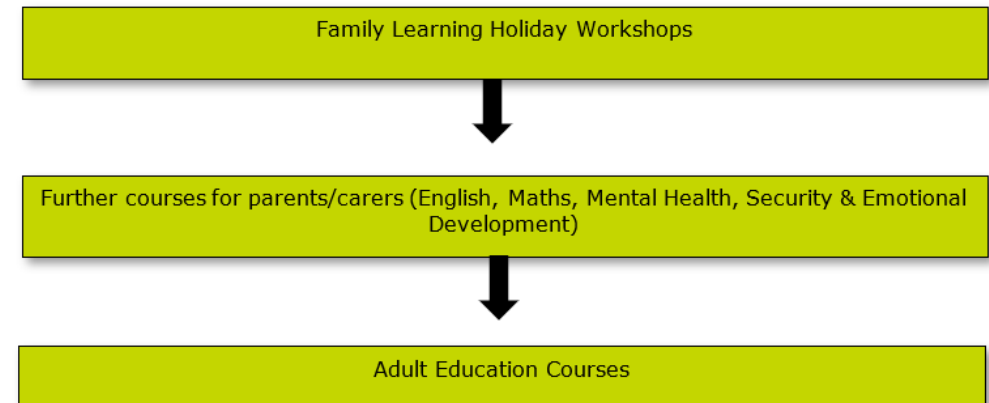 Family Learning Holiday Workshops
Further courses for parents/carers (English, Maths, Mental Health, Security & Emotional
Development)
Adult Education Courses